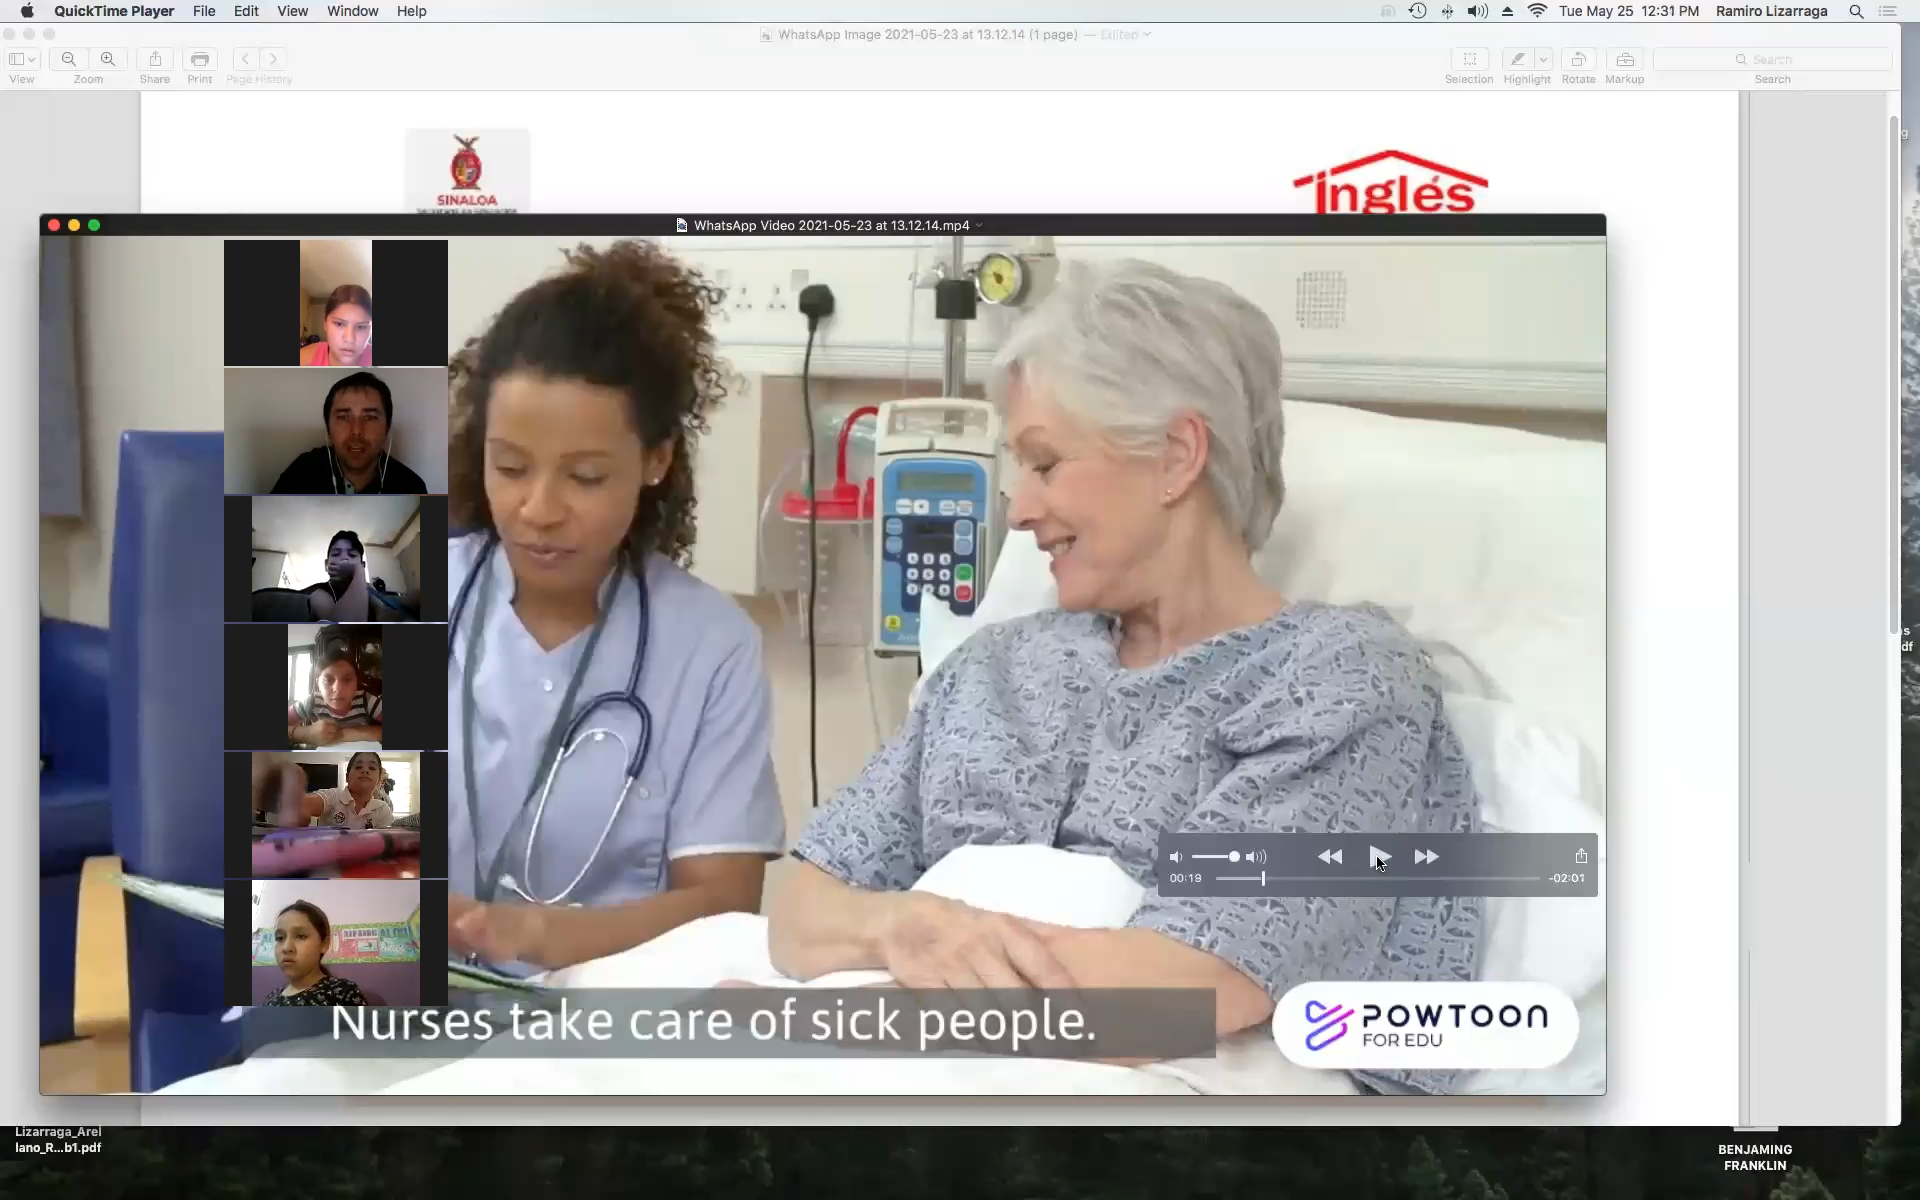 QuickTime Player File Edit View Window Help
Tue May 25 12:31 PM Ramiro Lizarraga
WhatsApp Image 2021-05-23 at 13.12.14 (1 page) — Edited
View Zoom Share Print Page History
Selection Highlight Rotate Markup Search
Search
SINALOA
Inglés
WhatsApp Video 2021-05-23 at 13.12.14.mp4
00:19 -02:01
Nurses take care of sick people.
POWTOON
FOR EDU
Lizarraga_Arel
lano_R...b1.pdf
BENJAMING
FRANKLIN